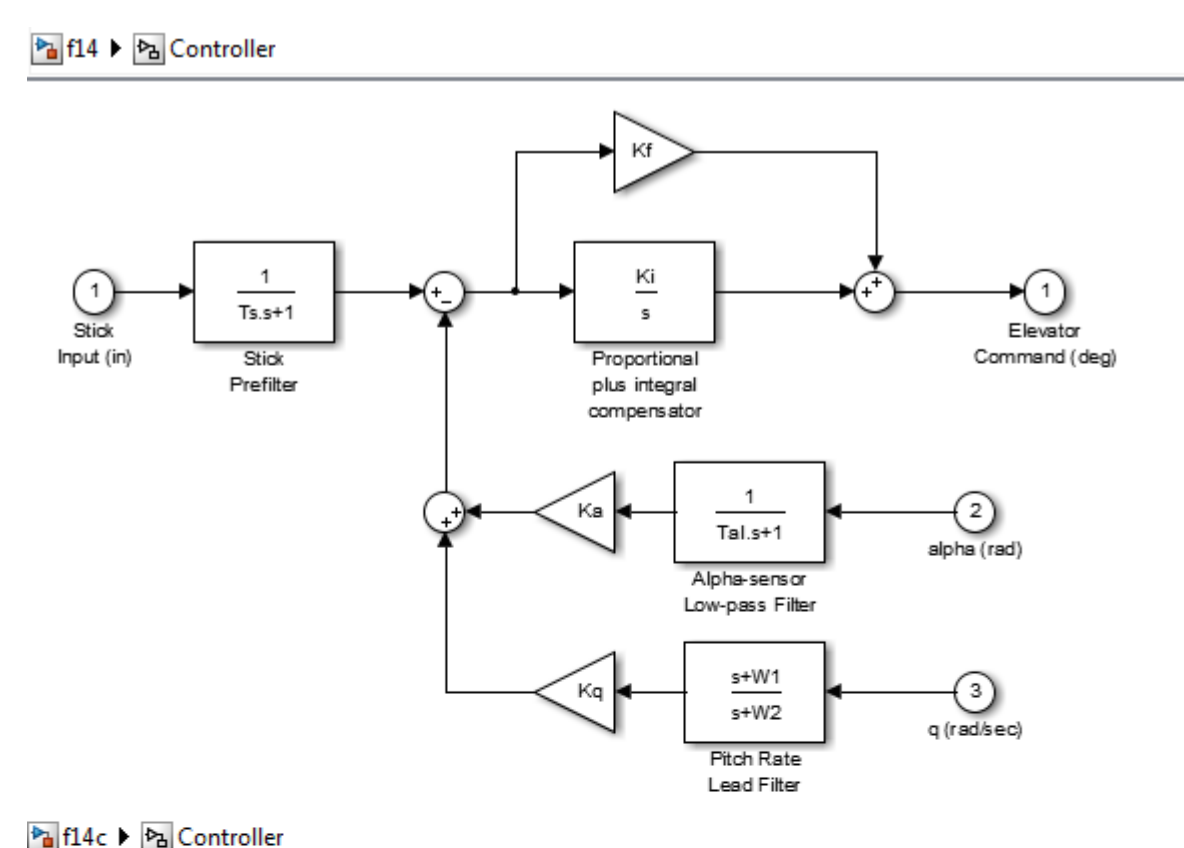 f14 Controller
Kf
1
Stick
Input (in)
1
Ts.s+1
Stick
Prefilter
+ -
Ki
s
Proportional
plus integral
compensator
+ +
1
Elevator
Command (deg)
+ +
Ka
1
Tal.s+1
Alpha-sensor
Low-pass Filter
2
alpha (rad)
Kq
s+W1
s+W2
Pitch Rate
Lead Filter
3
q (rad/sec)
f14c Controller